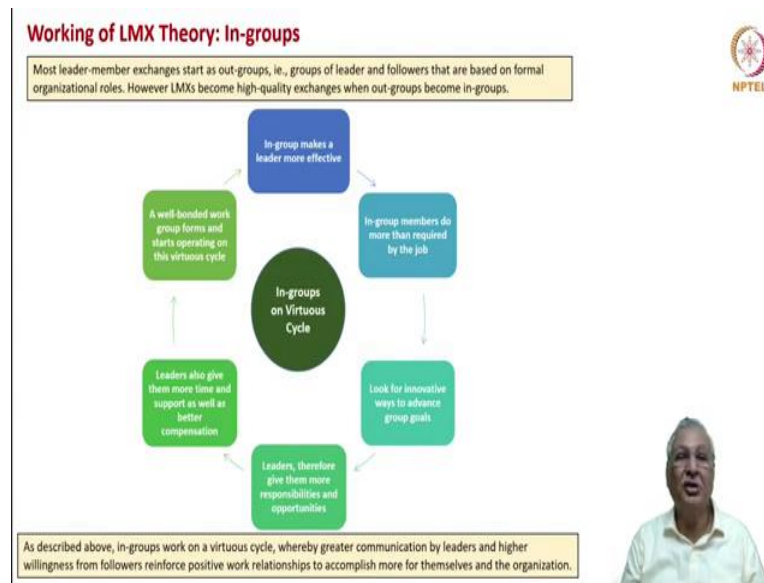 Working of LMX Theory: In-groups
Most leader-member exchanges start as out-groups, ie., groups of leader and followers that are based on formal
organizational roles. However LMXs become high-quality exchanges when out-groups become in-groups.
NPTEL
In-group makes a
leader more effective
In-group members do
more than required
by the job
Look for innovative
ways to advance
group goals
Leaders, therefore
give them more
responsibilities and
opportunities
Leaders also give
them more time and
support as well as
better
compensation
A well-bonded work
group forms and
starts operating on
this virtuous cycle
In-groups
on Virtuous
Cycle
As described above, in-groups work on a virtuous cycle, whereby greater communication by leaders and higher
willingness from followers reinforce positive work relationships to accomplish more for themselves and the organization.